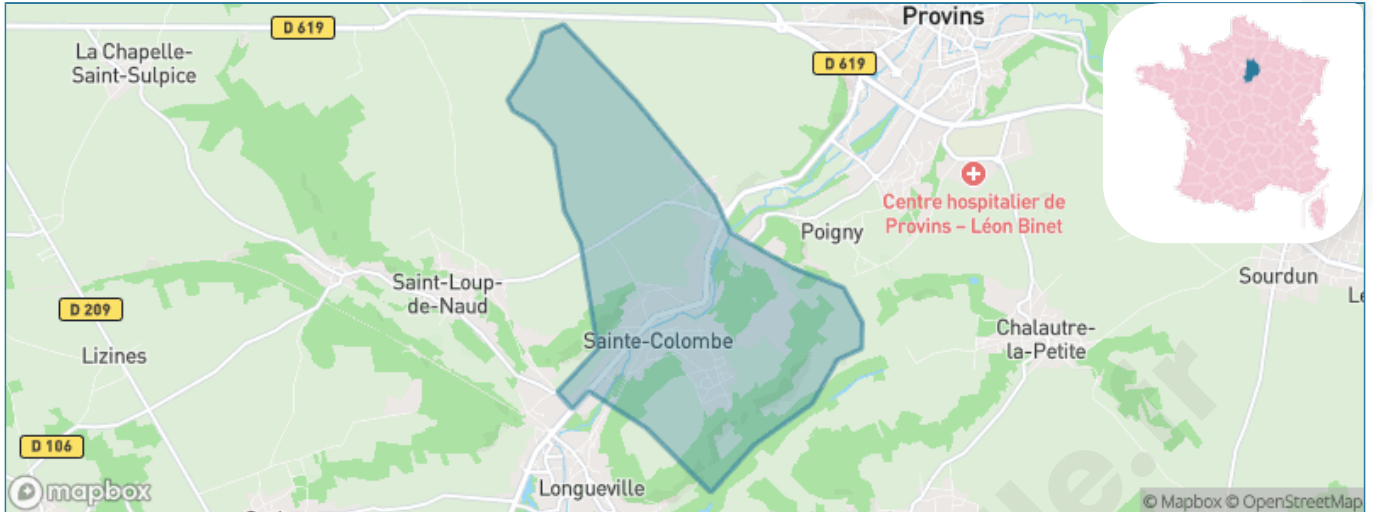 Provins
D 619
La Chapelle-
Saint-Sulpice
D 619
Centre hospitalier de
Provins – Léon Binet
Poigny
Sourdun
Saint-Loup-
de-Naud
D 209
Lizines
Sainte-Colombe
Chalautre-
la-Petite
D 106
Longueville
mapbox
© Mapbox © OpenStreetMap